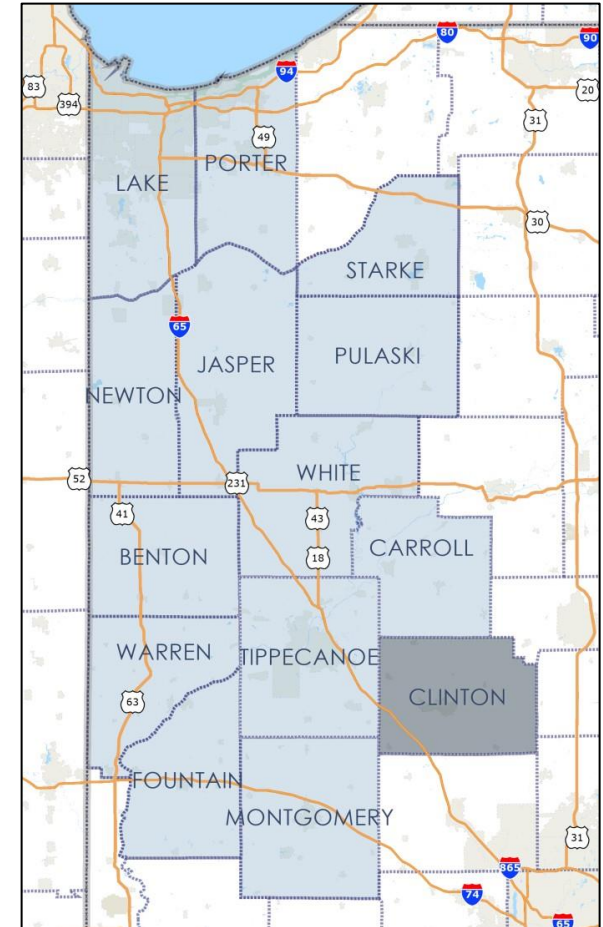 80
90
94
83
20
394
31
49
PORTER
LAKE
30
STARKE
65
PULASKI
JASPER
NEWTON
WHITE
52
231
41
43
CARROLL
BENTON
18
WARREN
TIPPECANOE
CLINTON
63
FOUNTAIN
MONTGOMERY
31
865
74
65